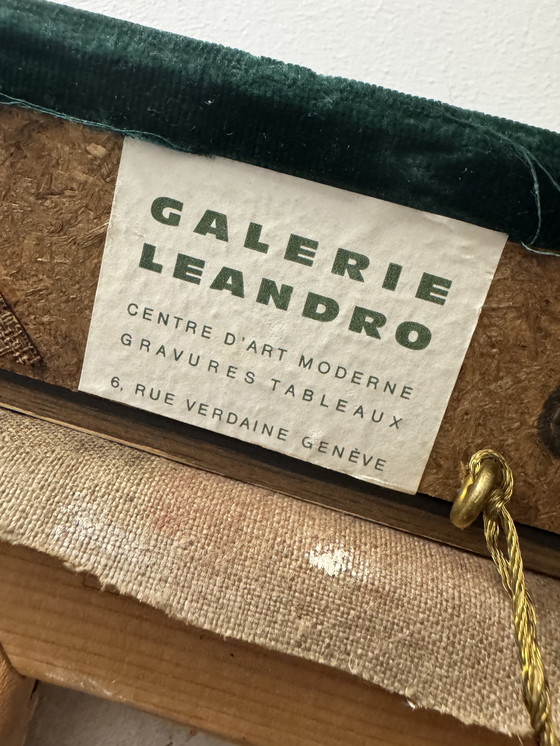 GALERIE
LEANDRO
CENTRE D'ART MODERNE
GRAVURES TABLEAUX
6, RUE VERDAINE GENÈVE